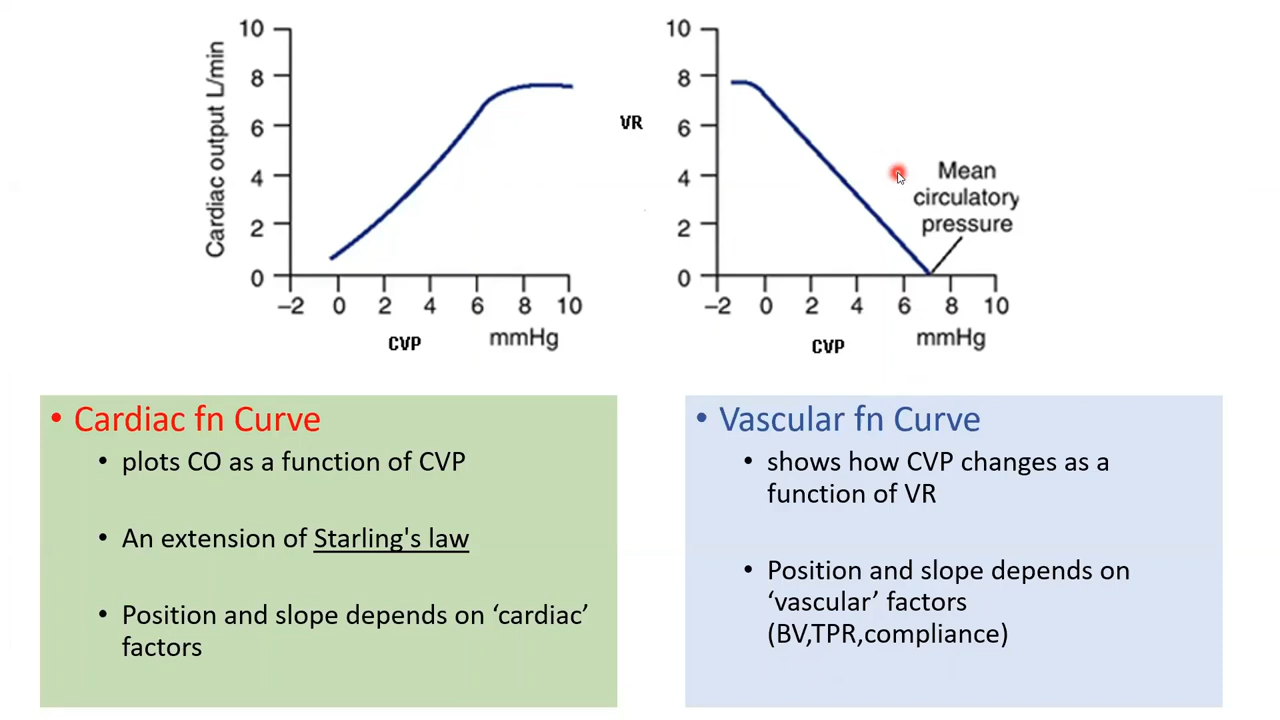 10
8
6
4
2
0
Cardiac output L/min
−2 0 2 4 6 8 10
CVP
mmHg
VR
10
8
6
4
2
0
Mean
circulatory
pressure
−2 0 2 4 6 8 10
CVP
mmHg
• Cardiac fn Curve
• plots CO as a function of CVP
• An extension of Starling's law
• Position and slope depends on ‘cardiac’
factors
• Vascular fn Curve
• shows how CVP changes as a
function of VR
• Position and slope depends on
‘vascular’ factors
(BV,TPR,compliance)